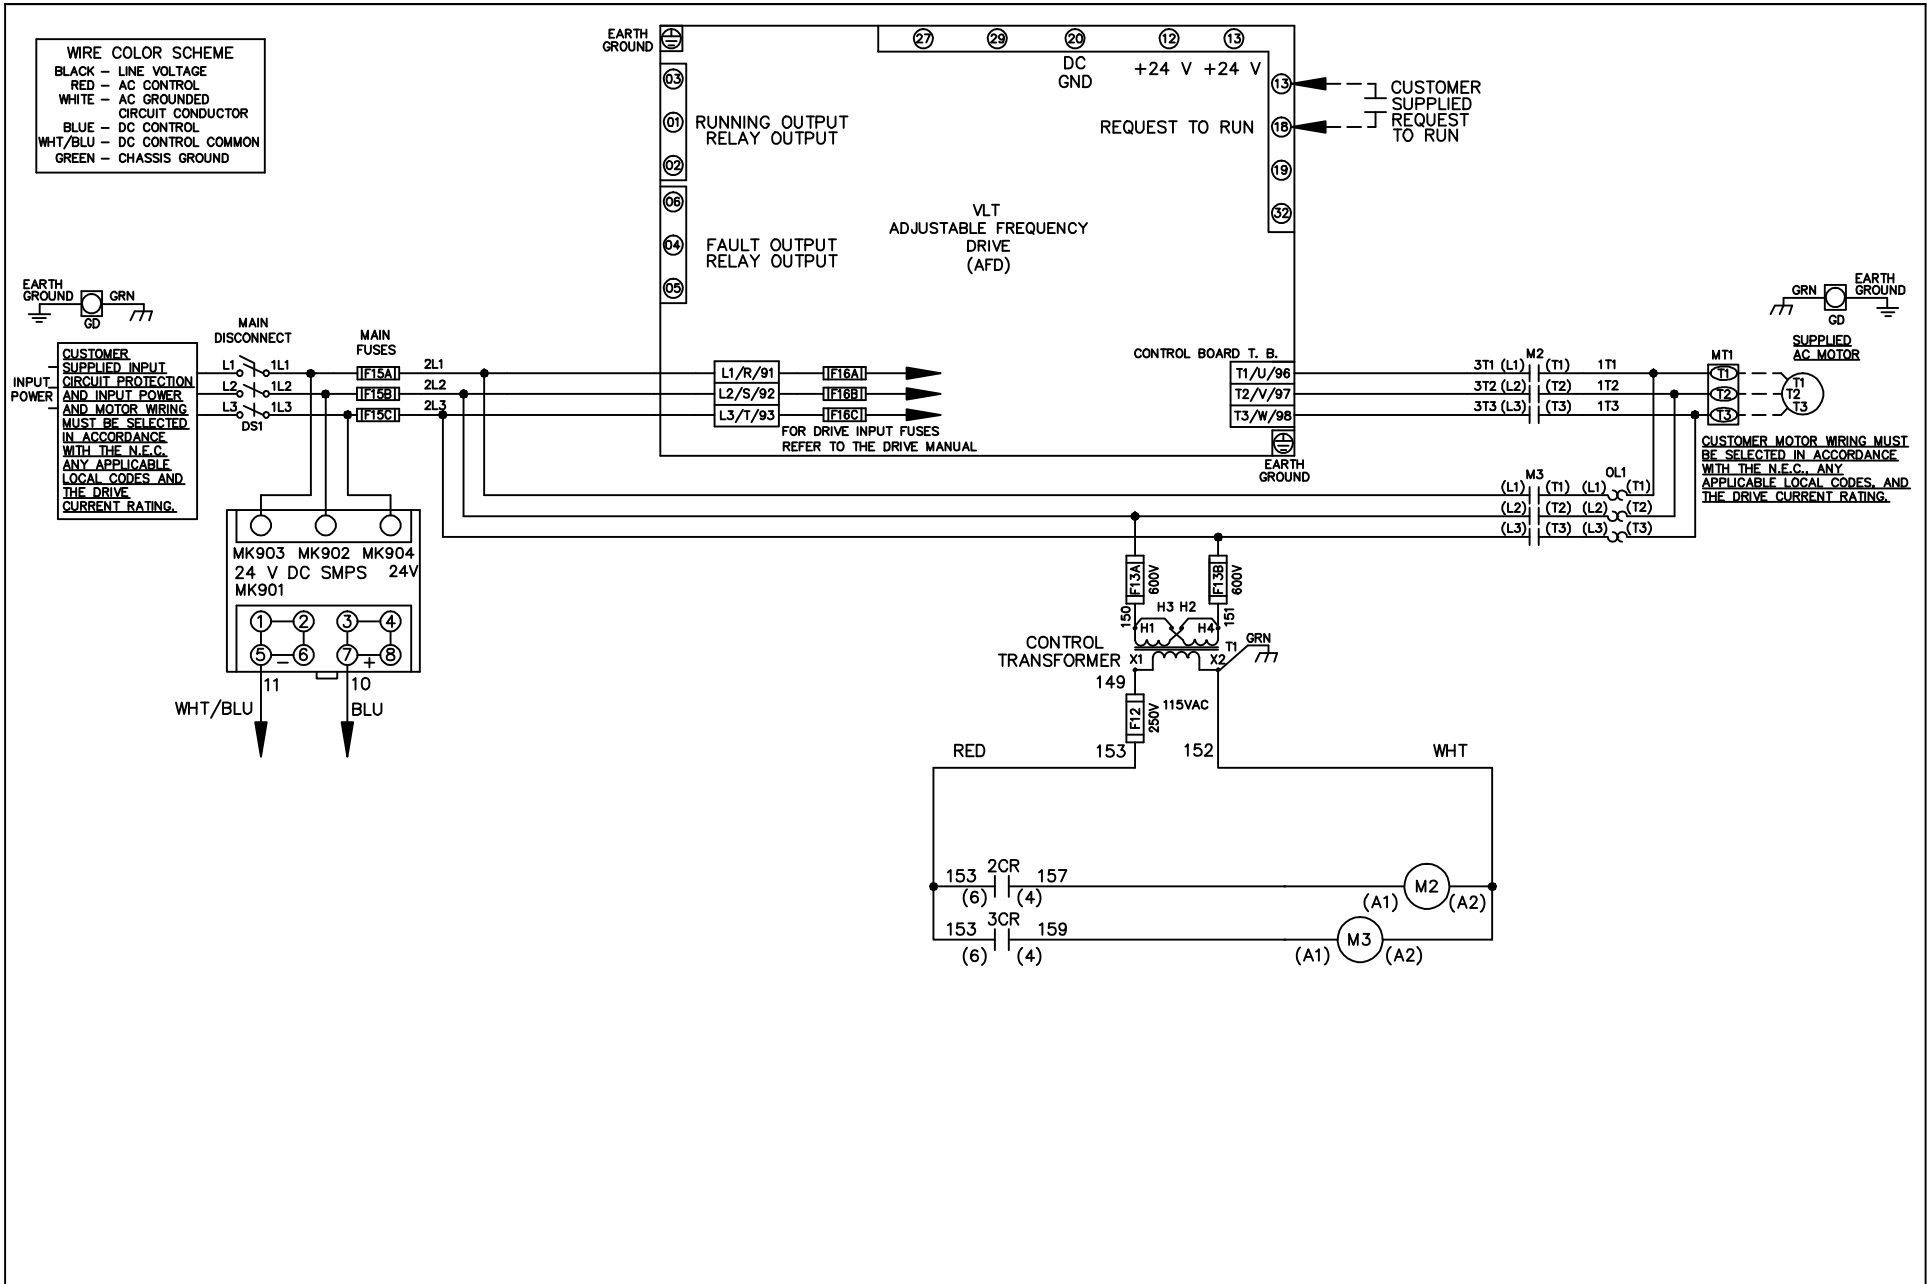 WIRE COLOR SCHEME
BLACK – LINE VOLTAGE
RED – AC CONTROL
WHITE – AC GROUNDED
CIRCUIT CONDUCTOR
BLUE – DC CONTROL
WHT/BLU – DC CONTROL COMMON
GREEN – CHASSIS GROUND
EARTH
GROUND
03
01
02
RUNNING OUTPUT
RELAY OUTPUT
06
04
05
FAULT OUTPUT
RELAY OUTPUT
27
29
20
12
13
DC
GND
+24 V
+24 V
13
18
19
32
REQUEST TO RUN
CUSTOMER
SUPPLIED
REQUEST
TO RUN
VLT
ADJUSTABLE FREQUENCY
DRIVE
(AFD)
EARTH
GROUND
GRN
GD
INPUT
POWER
CUSTOMER
SUPPLIED INPUT
CIRCUIT PROTECTION
AND INPUT POWER
AND MOTOR WIRING
MUST BE SELECTED
IN ACCORDANCE
WITH THE N.E.C.
ANY APPLICABLE
LOCAL CODES AND
THE DRIVE
CURRENT RATING.
MAIN
DISCONNECT
L1 1L1
L2 1L2
L3 1L3
DS1
MAIN
FUSES
F15A 2L1
F15B 2L2
F15C 2L3
L1/R/91 F16A
L2/S/92 F16B
L3/T/93 F16C
FOR DRIVE INPUT FUSES
REFER TO THE DRIVE MANUAL
CONTROL BOARD T. B.
T1/U/96
T2/V/97
T3/W/98
EARTH
GROUND
M2
3T1 (L1) (T1) 1T1
3T2 (L2) (T2) 1T2
3T3 (L3) (T3) 1T3
MT1
T1
T2
T3
GRN
GD
EARTH
GROUND
SUPPLIED
AC MOTOR
T1
T2
T3
CUSTOMER MOTOR WIRING MUST
BE SELECTED IN ACCORDANCE
WITH THE N.E.C., ANY
APPLICABLE LOCAL CODES, AND
THE DRIVE CURRENT RATING.
M3 OL1
(L1) (T1) (L1) (T1)
(L2) (T2) (L2) (T2)
(L3) (T3) (L3) (T3)
MK903 MK902 MK904
24 V DC SMPS 24V
MK901
1 2 3 4
5 – 6 7 + 8
11
10
WHT/BLU
BLU
F13A
600V
F13B
600V
150
151
H3 H2
H1 H4
CONTROL
TRANSFORMER
X1 X2
T1
GRN
149
F12
250V
115VAC
RED 153 152 WHT
2CR
153 157
(6) (4)
M2
(A1) (A2)
3CR
153 159
(6) (4)
M3
(A1) (A2)